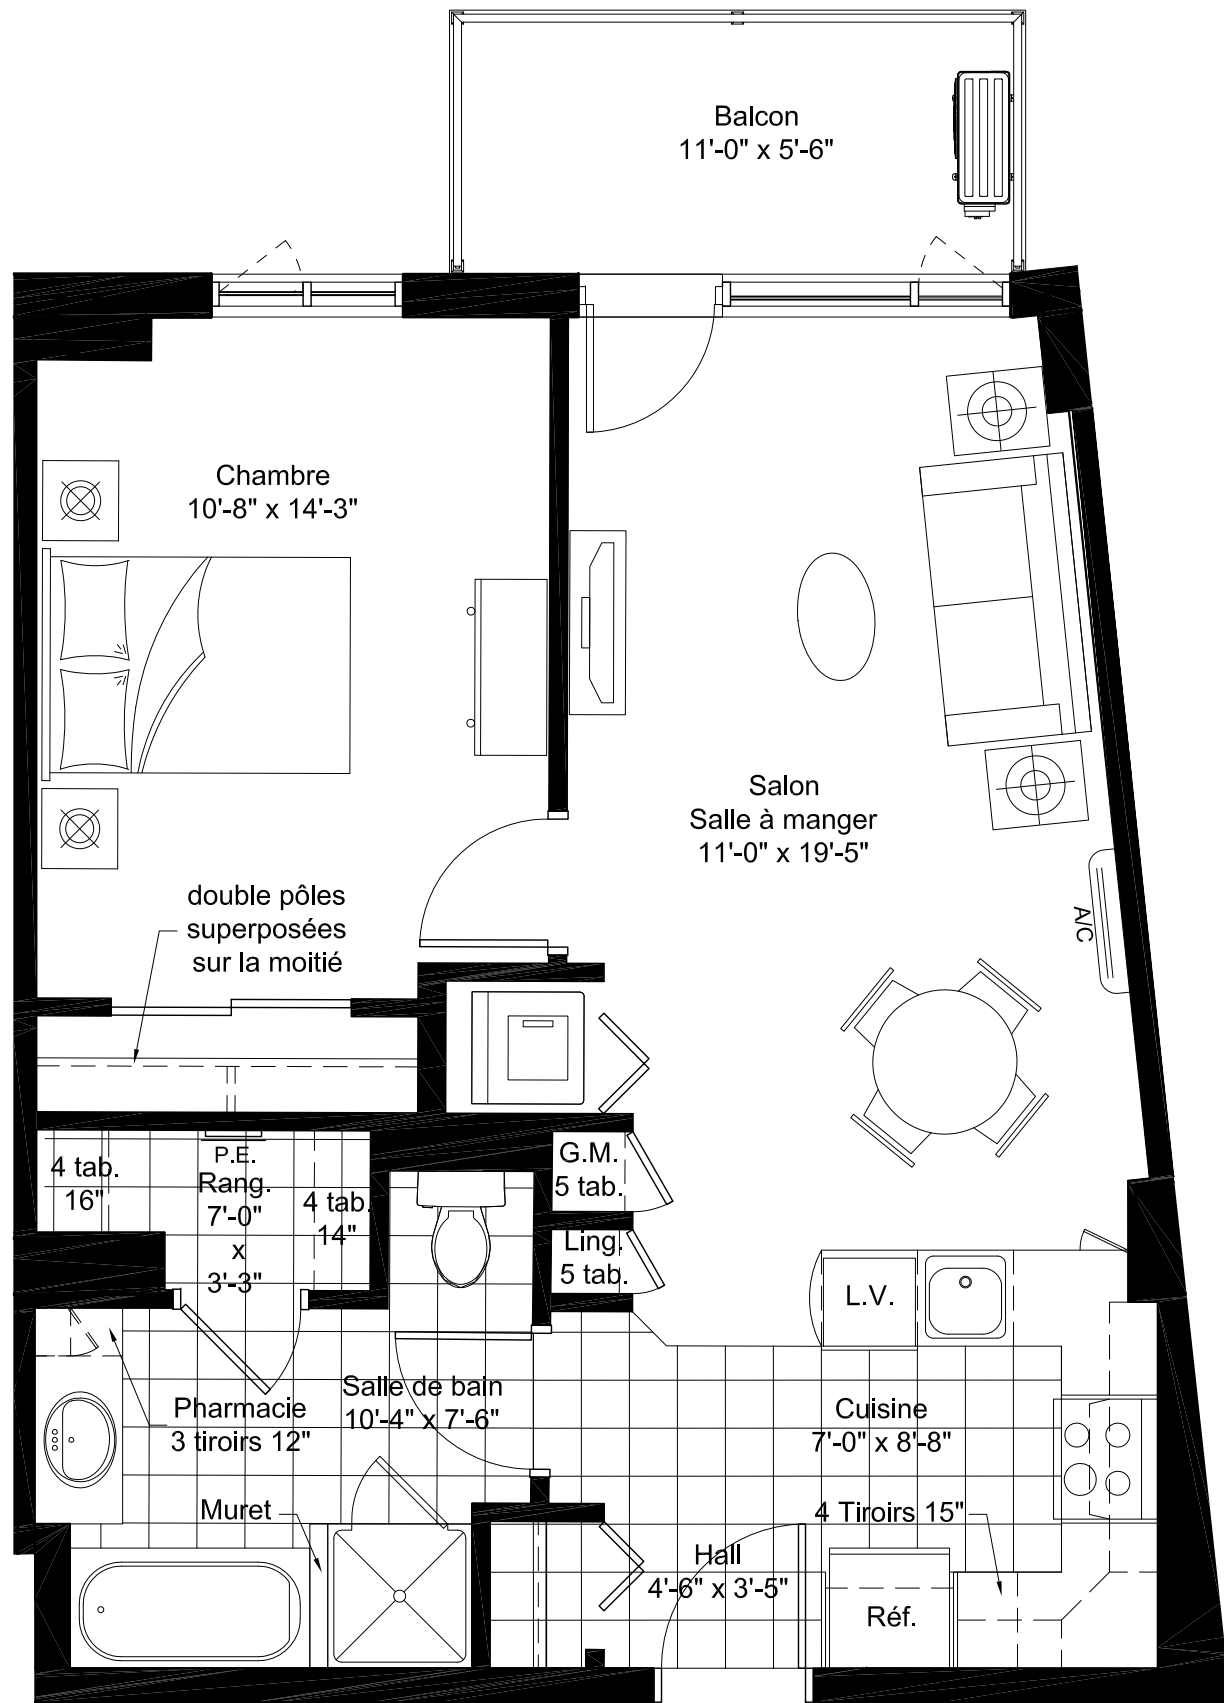 Balcon
11'-0" x 5'-6"
Chambre
10'-8" x 14'-3"
Salon
Salle à manger
11'-0" x 19'-5"
double pôles
superposées
sur la moitié
A/C
P.E.
Rang.
7'-0"
x
3'-3"
4 tab.
16"
4 tab.
14"
G.M.
5 tab.
Ling.
5 tab.
L.V.
Salle de bain
10'-4" x 7'-6"
Pharmacie
3 tiroirs 12"
Cuisine
7'-0" x 8'-8"
Muret
4 Tiroirs 15"
Hall
4'-6" x 3'-5"
Réf.